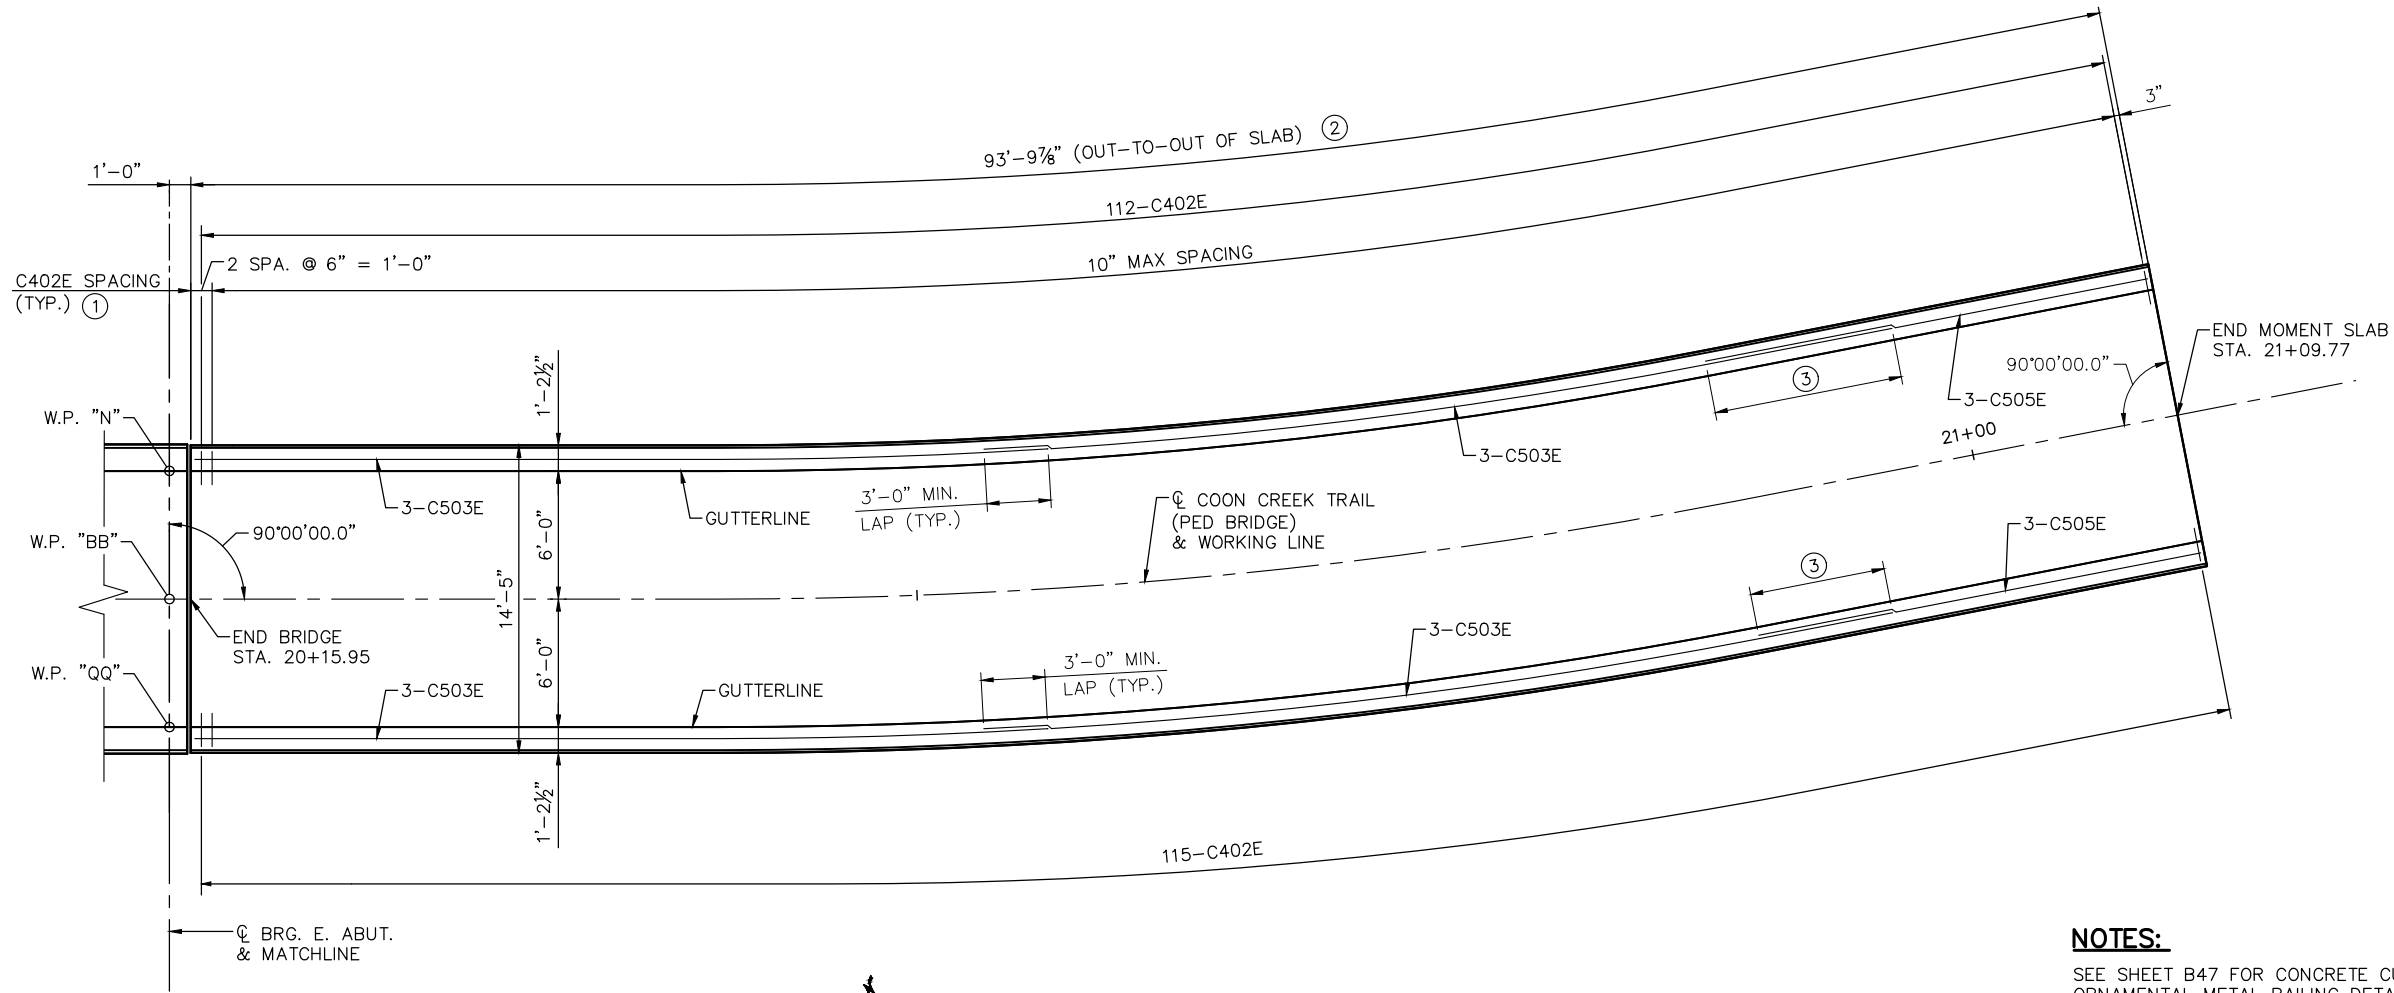 93'-9⅞" (OUT-TO-OUT OF SLAB) 2
3"
1'-0"
112-C402E
10" MAX SPACING
2 SPA. @ 6" = 1'-0"
C402E SPACING
(TYP.) 1
END MOMENT SLAB
STA. 21+09.77
90°00'00.0"
1'-2½"
3
3-C505E
W.P. "N"
21+00
3-C503E
3-C503E
3'-0" MIN.
LAP (TYP.)
GUTTERLINE
℄ COON CREEK TRAIL
(PED BRIDGE)
& WORKING LINE
90°00'00.0"
6'-0"
3-C505E
W.P. "BB"
3
14'-5"
END BRIDGE
STA. 20+15.95
6'-0"
3-C503E
W.P. "QQ"
3'-0" MIN.
LAP (TYP.)
3-C503E
GUTTERLINE
1'-2½"
115-C402E
℄ BRG. E. ABUT.
& MATCHLINE
NOTES:
SEE SHEET B47 FOR CONCRETE